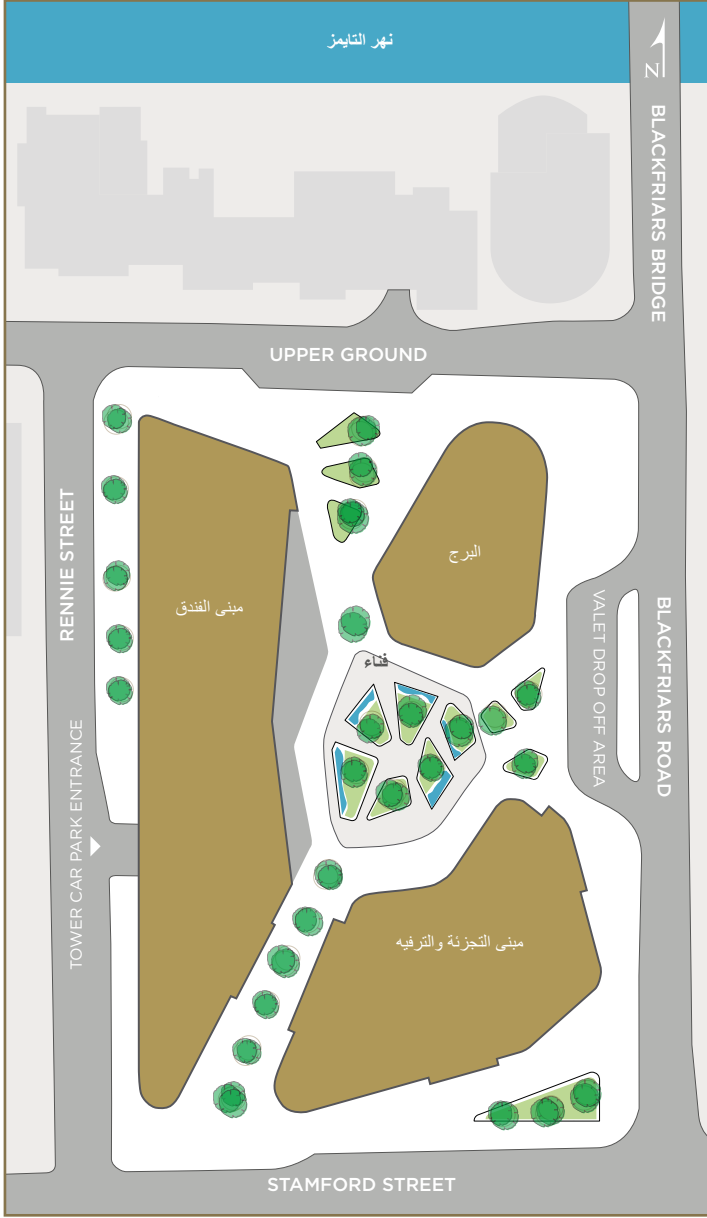 نهر التايمز
N
BLACKFRIARS BRIDGE
UPPER GROUND
RENNIE STREET
البرج
مبنى الفندق
BLACKFRIARS ROAD
VALET DROP OFF AREA
فناء
TOWER CAR PARK ENTRANCE
مبنى التجزئة والترفيه
STAMFORD STREET